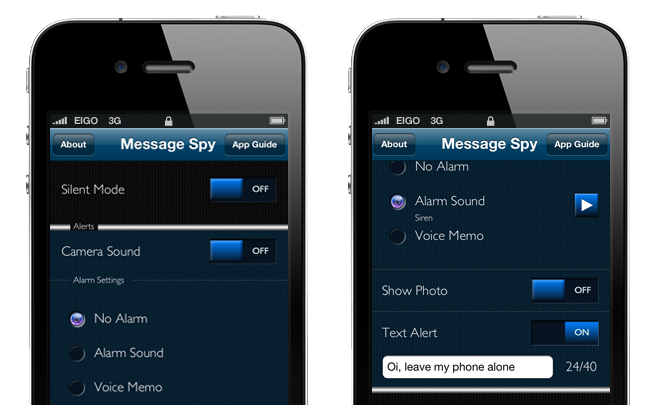 EIGO 3G
About Message Spy App Guide
Silent Mode OFF
Alerts
Camera Sound OFF
Alarm Settings
No Alarm
Alarm Sound
Voice Memo
EIGO 3G
About Message Spy App Guide
No Alarm
Alarm Sound
Siren
Voice Memo
Show Photo OFF
Text Alert ON
Oi, leave my phone alone 24/40